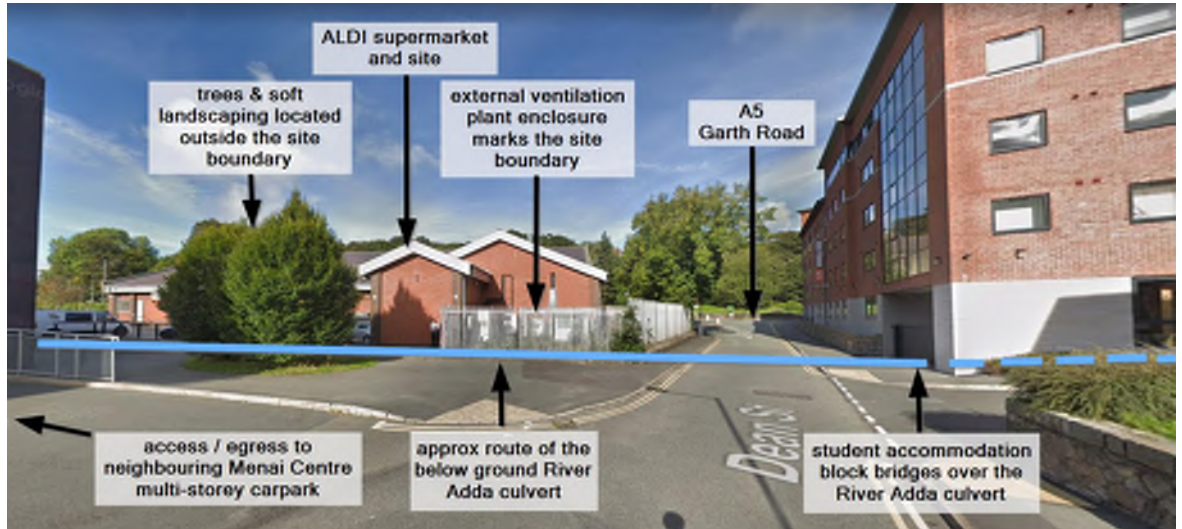 ALDI supermarket
and site
trees & soft
landscaping located
outside the site
boundary
external ventilation
plant enclosure
marks the site
boundary
A5
Garth Road
Dean St
access / egress to
neighbouring Menai Centre
multi-storey carpark
approx route of the
below ground River
Adda culvert
student accommodation
block bridges over the
River Adda culvert